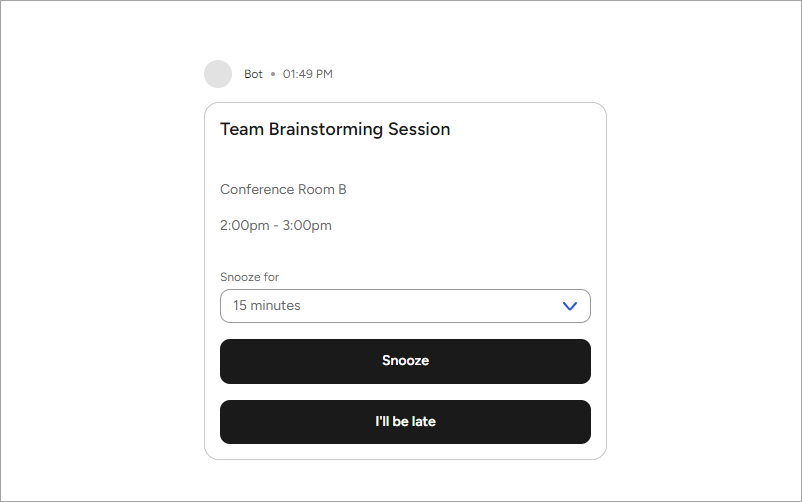 Bot • 01:49 PM
Team Brainstorming Session
Conference Room B
2:00pm - 3:00pm
Snooze for
15 minutes
Snooze
I'll be late